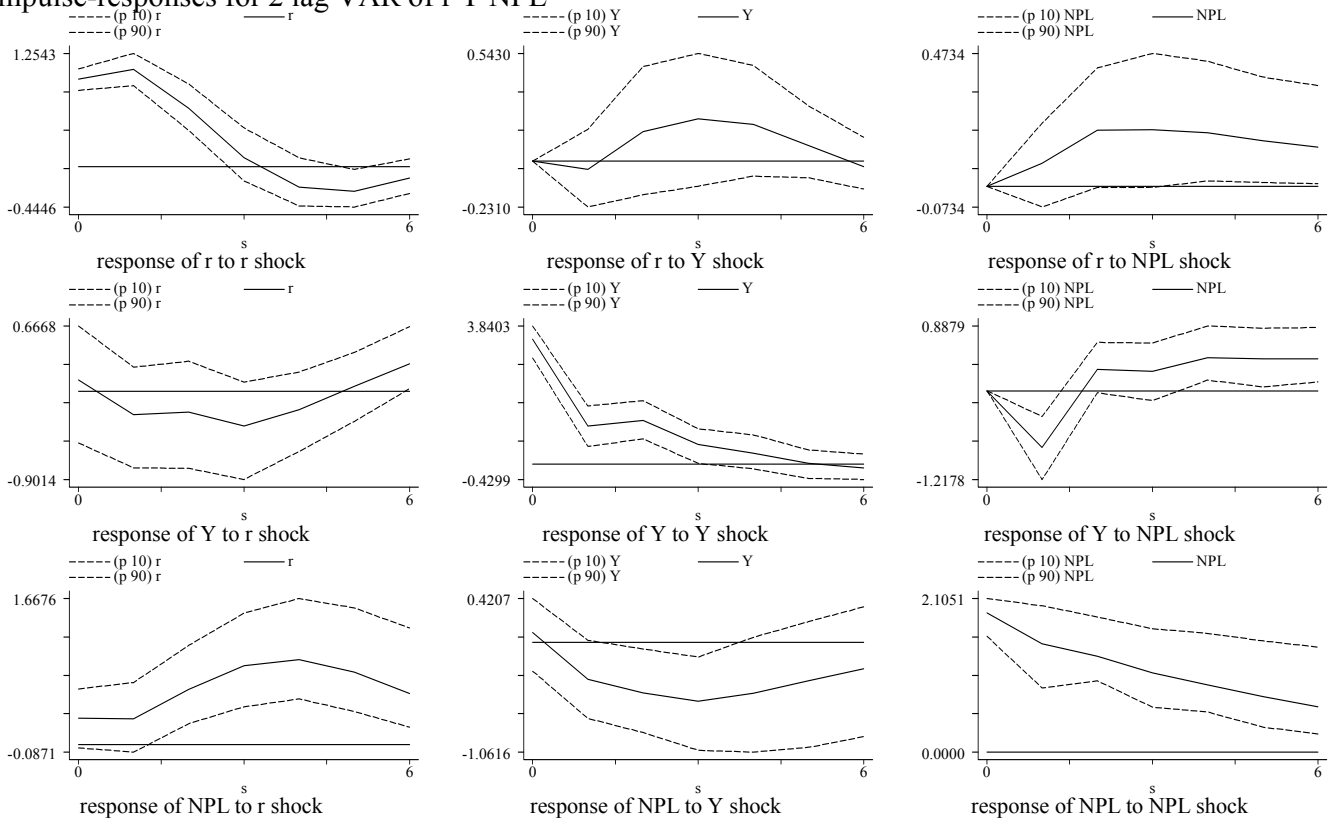 impulse-responses for 2 lag VAR of r Y NPL
(p 10) r r
(p 90) r
1.2543
-0.4446
0 6
s
response of r to r shock
(p 10) Y Y
(p 90) Y
0.5430
-0.2310
0 6
s
response of r to Y shock
(p 10) NPL NPL
(p 90) NPL
0.4734
-0.0734
0 6
s
response of r to NPL shock
(p 10) r r
(p 90) r
0.6668
-0.9014
0 6
s
response of Y to r shock
(p 10) Y Y
(p 90) Y
3.8403
-0.4299
0 6
s
response of Y to Y shock
(p 10) NPL NPL
(p 90) NPL
0.8879
-1.2178
0 6
s
response of Y to NPL shock
(p 10) r r
(p 90) r
1.6676
-0.0871
0 6
s
response of NPL to r shock
(p 10) Y Y
(p 90) Y
0.4207
-1.0616
0 6
s
response of NPL to Y shock
(p 10) NPL NPL
(p 90) NPL
2.1051
0.0000
0 6
s
response of NPL to NPL shock